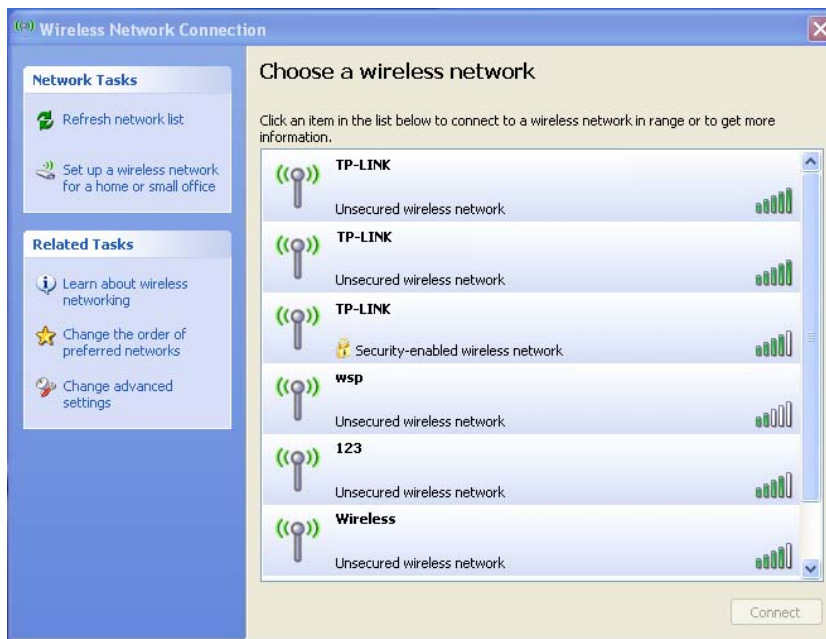 Wireless Network Connection
Network Tasks
Refresh network list
Set up a wireless network
for a home or small office
Related Tasks
Learn about wireless
networking
Change the order of
preferred networks
Change advanced
settings
Choose a wireless network
Click an item in the list below to connect to a wireless network in range or to get more
information.
TP-LINK
Unsecured wireless network
TP-LINK
Unsecured wireless network
TP-LINK
Security-enabled wireless network
wsp
Unsecured wireless network
123
Unsecured wireless network
Wireless
Unsecured wireless network
Connect